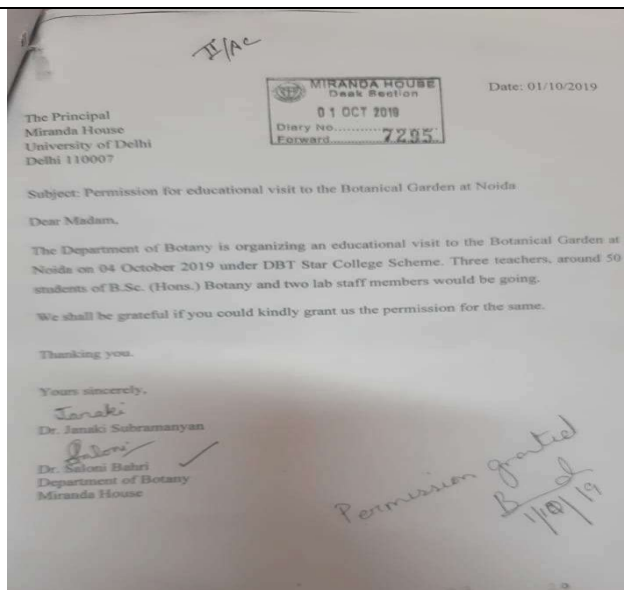 II/AC
MIRANDA HOUSE
Desk Section
01 OCT 2019
Diary No..............
Forward............7295
Date: 01/10/2019
The Principal
Miranda House
University of Delhi
Delhi 110007
Subject: Permission for educational visit to the Botanical Garden at Noida
Dear Madam,
The Department of Botany is organizing an educational visit to the Botanical Garden at
Noida on 04 October 2019 under DBT Star College Scheme. Three teachers, around 50
students of B.Sc. (Hons.) Botany and two lab staff members would be going.
We shall be grateful if you could kindly grant us the permission for the same.
Thanking you.
Yours sincerely,
Janaki
Dr. Janaki Subramanyan
Saloni
Dr. Saloni Bahri
Department of Botany
Miranda House
Permission granted
1/10/19